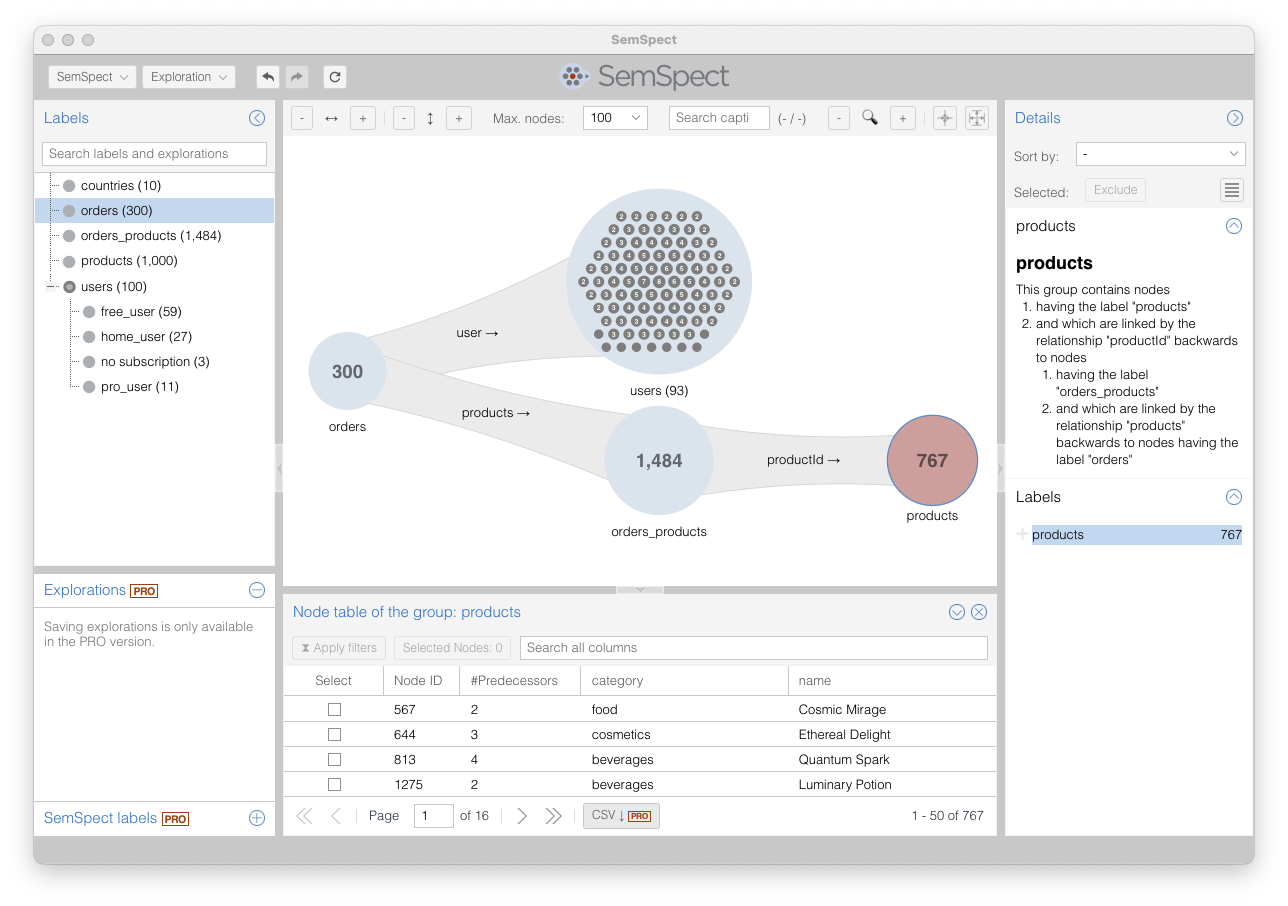 SemSpect
SemSpect
Exploration
SemSpect
Labels
Search labels and explorations
countries (10)
orders (300)
orders_products (1,484)
products (1,000)
users (100)
free_user (59)
home_user (27)
no subscription (3)
pro_user (11)
Explorations PRO
Saving explorations is only available
in the PRO version.
SemSpect labels PRO
- ↔ + - ↕ + Max. nodes: 100 Search capti (- / -) - +
user →
users (93)
300
orders
products →
1,484
orders_products
productId →
767
products
Node table of the group: products
Apply filters
Selected Nodes: 0
Search all columns
Select Node ID #Predecessors category name
567 2 food Cosmic Mirage
644 3 cosmetics Ethereal Delight
813 4 beverages Quantum Spark
1275 2 beverages Luminary Potion
Page 1 of 16 CSV ↓ PRO 1 - 50 of 767
Details
Sort by: -
Selected: Exclude
products
products
This group contains nodes
1. having the label "products"
2. and which are linked by the
relationship "productId" backwards
to nodes
1. having the label
"orders_products"
2. and which are linked by the
relationship "products"
backwards to nodes having the
label "orders"
Labels
products 767